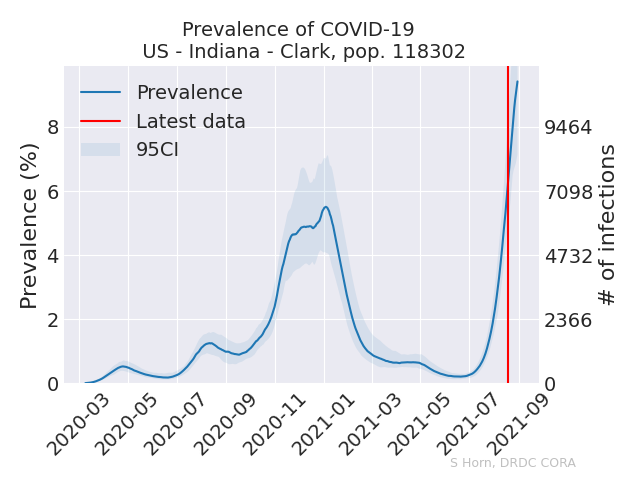 Prevalence of COVID-19
US - Indiana - Clark, pop. 118302
Prevalence
Latest data
95CI
Prevalence (%)
8
6
4
2
0
9464
7098
4732
2366
0
# of infections
2020-03
2020-05
2020-07
2020-09
2020-11
2021-01
2021-03
2021-05
2021-07
2021-09
S Horn, DRDC CORA